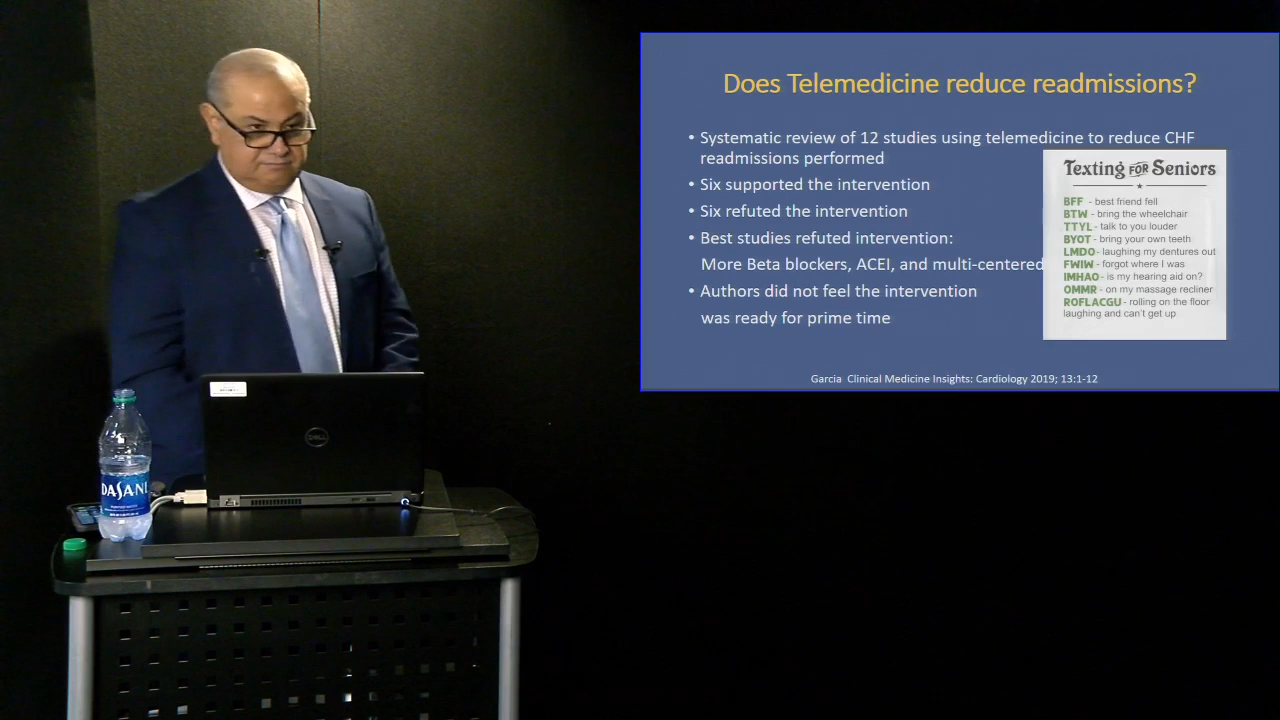 Does Telemedicine reduce readmissions?
• Systematic review of 12 studies using telemedicine to reduce CHF
readmissions performed
• Six supported the intervention
• Six refuted the intervention
• Best studies refuted intervention:
More Beta blockers, ACEI, and multi-centered
• Authors did not feel the intervention
was ready for prime time
Texting FOR Seniors
BFF - best friend fell
BTW - bring the wheelchair
TTYL - talk to you louder
BYOT - bring your own teeth
LMDO - laughing my dentures out
FWIW - forgot where I was
IMHAO - is my hearing aid on?
OMMR - on my massage recliner
ROFLACGU - rolling on the floor
laughing and can't get up
Garcia Clinical Medicine Insights: Cardiology 2019; 13:1-12
DELL
DASANI